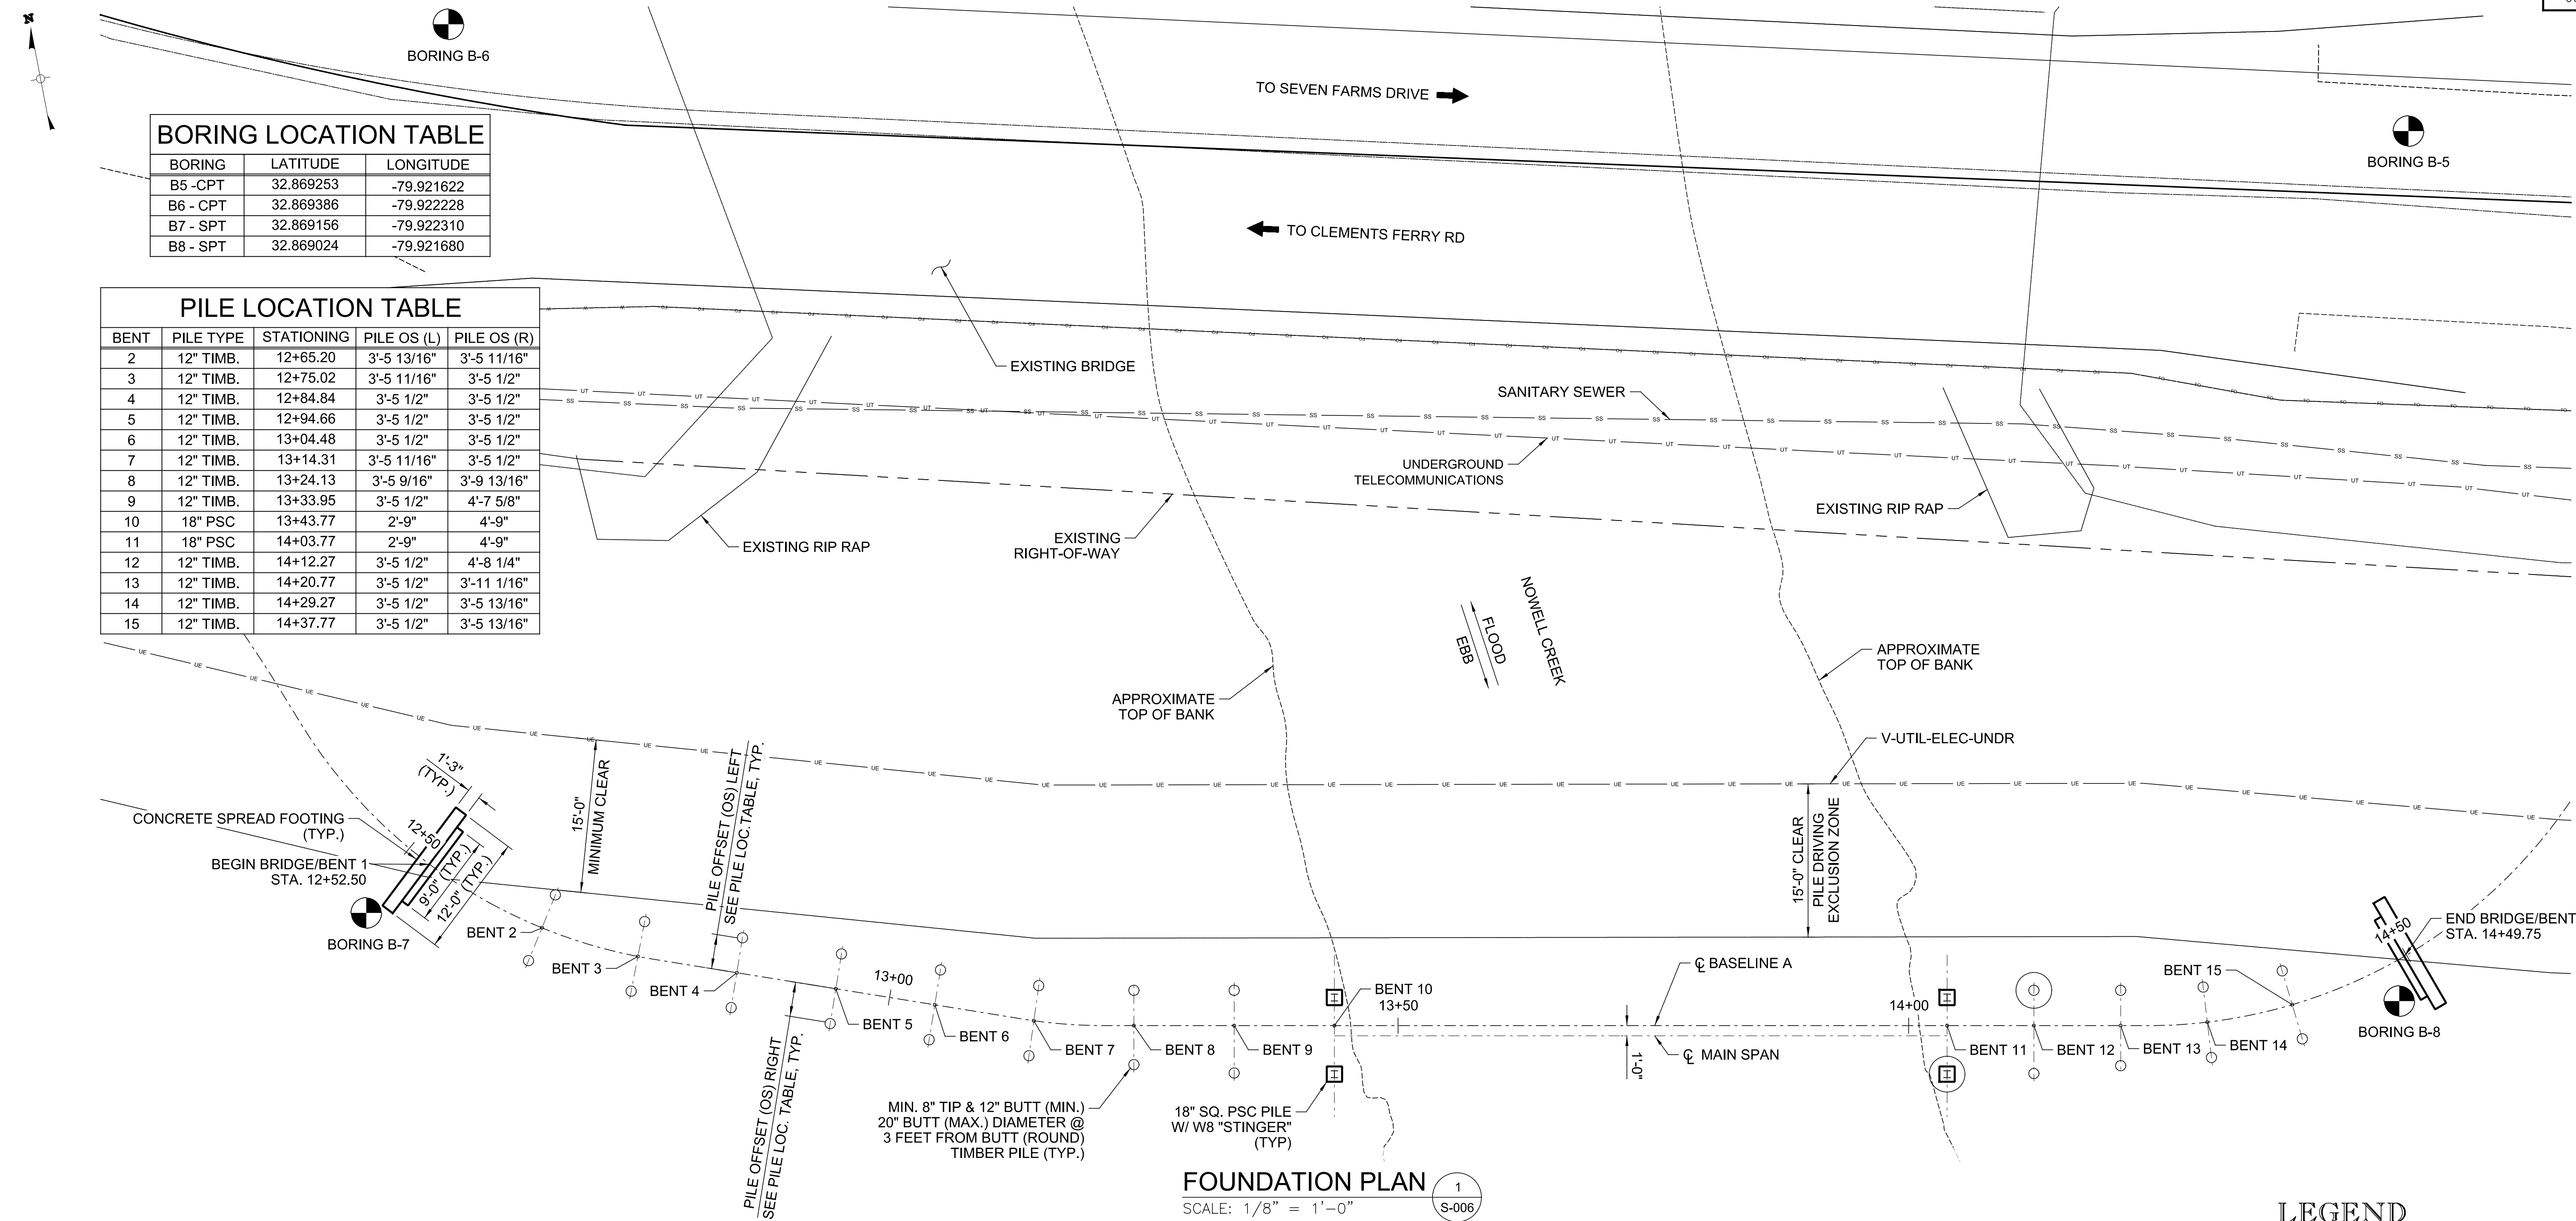 N
BORING B-6
TO SEVEN FARMS DRIVE
BORING B-5
TO CLEMENTS FERRY RD
BORING LOCATION TABLE
BORING LATITUDE LONGITUDE
B5 -CPT 32.869253 -79.921622
B6 - CPT 32.869386 -79.922228
B7 - SPT 32.869156 -79.922310
B8 - SPT 32.869024 -79.921680
PILE LOCATION TABLE
BENT PILE TYPE STATIONING PILE OS (L) PILE OS (R)
2 12" TIMB. 12+65.20 3'-5 13/16" 3'-5 11/16"
3 12" TIMB. 12+75.02 3'-5 11/16" 3'-5 1/2"
4 12" TIMB. 12+84.84 3'-5 1/2" 3'-5 1/2"
5 12" TIMB. 12+94.66 3'-5 1/2" 3'-5 1/2"
6 12" TIMB. 13+04.48 3'-5 1/2" 3'-5 1/2"
7 12" TIMB. 13+14.31 3'-5 11/16" 3'-5 1/2"
8 12" TIMB. 13+24.13 3'-5 9/16" 3'-9 13/16"
9 12" TIMB. 13+33.95 3'-5 1/2" 4'-7 5/8"
10 18" PSC 13+43.77 2'-9" 4'-9"
11 18" PSC 14+03.77 2'-9" 4'-9"
12 12" TIMB. 14+12.27 3'-5 1/2" 4'-8 1/4"
13 12" TIMB. 14+20.77 3'-5 1/2" 3'-11 1/16"
14 12" TIMB. 14+29.27 3'-5 1/2" 3'-5 13/16"
15 12" TIMB. 14+37.77 3'-5 1/2" 3'-5 13/16"
EXISTING BRIDGE
SANITARY SEWER
UNDERGROUND
TELECOMMUNICATIONS
EXISTING RIP RAP
EXISTING RIP RAP
EXISTING
RIGHT-OF-WAY
NOWELL CREEK
FLOOD
EBB
APPROXIMATE
TOP OF BANK
APPROXIMATE
TOP OF BANK
V-UTIL-ELEC-UNDR
1'-3"
(TYP.)
CONCRETE SPREAD FOOTING
(TYP.)
12+50
BEGIN BRIDGE/BENT 1
STA. 12+52.50
9'-0" (TYP.)
12'-0" (TYP.)
BORING B-7
15'-0"
MINIMUM CLEAR
PILE OFFSET (OS) LEFT
SEE PILE LOC.TABLE, TYP.
15'-0" CLEAR
PILE DRIVING
EXCLUSION ZONE
BENT 2
BENT 3
BENT 4
BENT 5
13+00
BENT 6
BENT 7
BENT 8
BENT 9
BENT 10
13+50
CL BASELINE A
CL MAIN SPAN
1'-0"
14+00
BENT 11
BENT 12
BENT 13
BENT 14
BENT 15
14+50
END BRIDGE/BENT
STA. 14+49.75
BORING B-8
PILE OFFSET (OS) RIGHT
SEE PILE LOC. TABLE, TYP.
MIN. 8" TIP & 12" BUTT (MIN.)
20" BUTT (MAX.) DIAMETER @
3 FEET FROM BUTT (ROUND)
TIMBER PILE (TYP.)
18" SQ. PSC PILE
W/ W8 "STINGER"
(TYP)
FOUNDATION PLAN
1
S-006
SCALE: 1/8" = 1'-0"
LEGEND